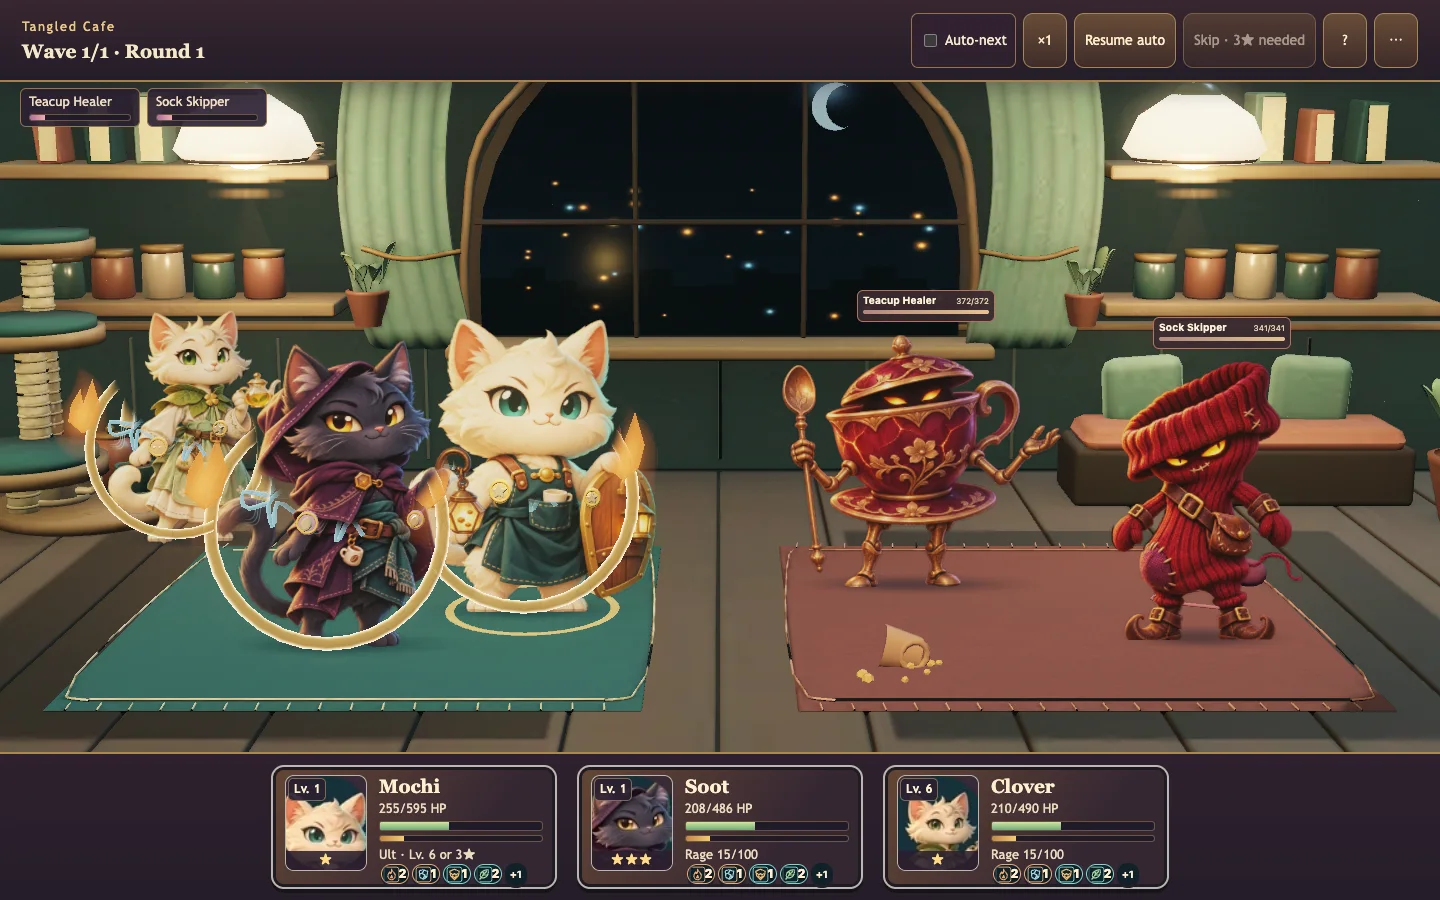 Tangled Cafe
Wave 1/1 · Round 1
Auto-next
×1
Resume auto
Skip · 3★ needed
?
...
Teacup Healer
Sock Skipper
Teacup Healer 372/372
Sock Skipper 341/341
Lv. 1
Mochi
255/595 HP
Ult · Lv. 6 or 3★
2 1 1 2 +1
Lv. 1
Soot
208/486 HP
Rage 15/100
2 1 1 2 +1
Lv. 6
Clover
210/490 HP
Rage 15/100
2 1 1 2 +1